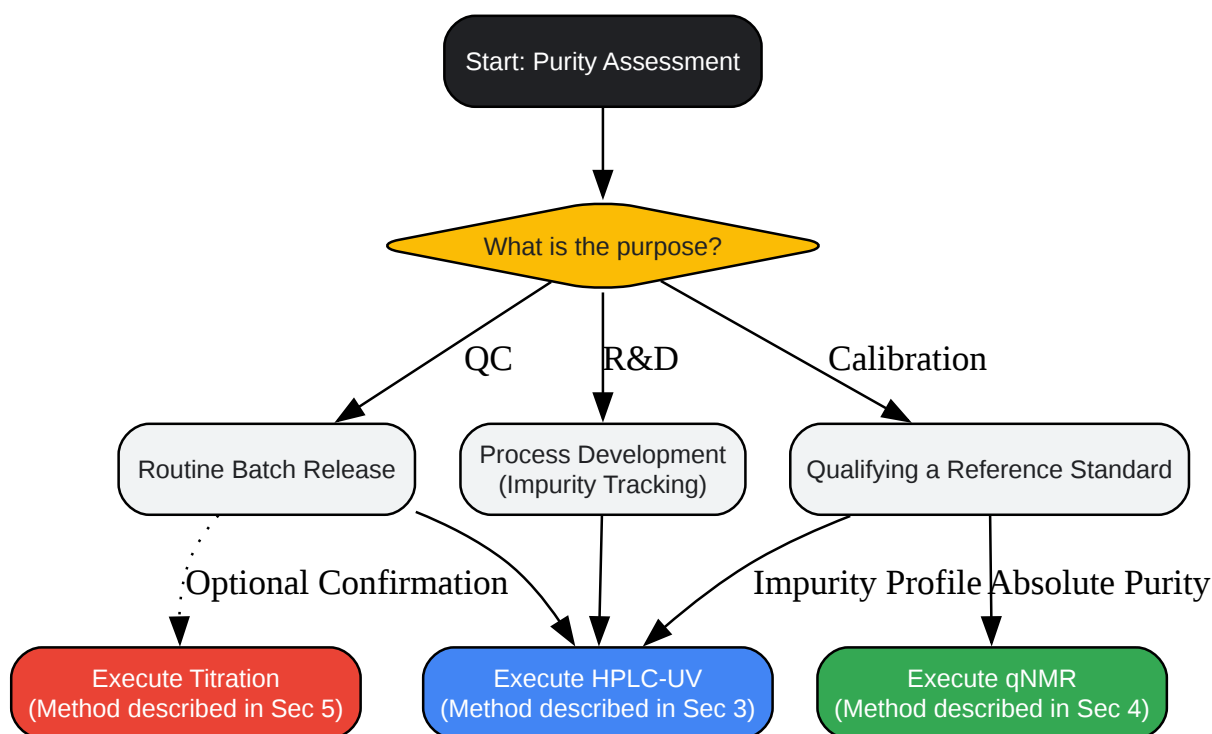 Start: Purity Assessment
What is the purpose?
QC
R&D
Calibration
Routine Batch Release
Process Development
(Impurity Tracking)
Qualifying a Reference Standard
Optional Confirmation
Impurity Profile
Absolute Purity
Execute Titration
(Method described in Sec 5)
Execute HPLC-UV
(Method described in Sec 3)
Execute qNMR
(Method described in Sec 4)